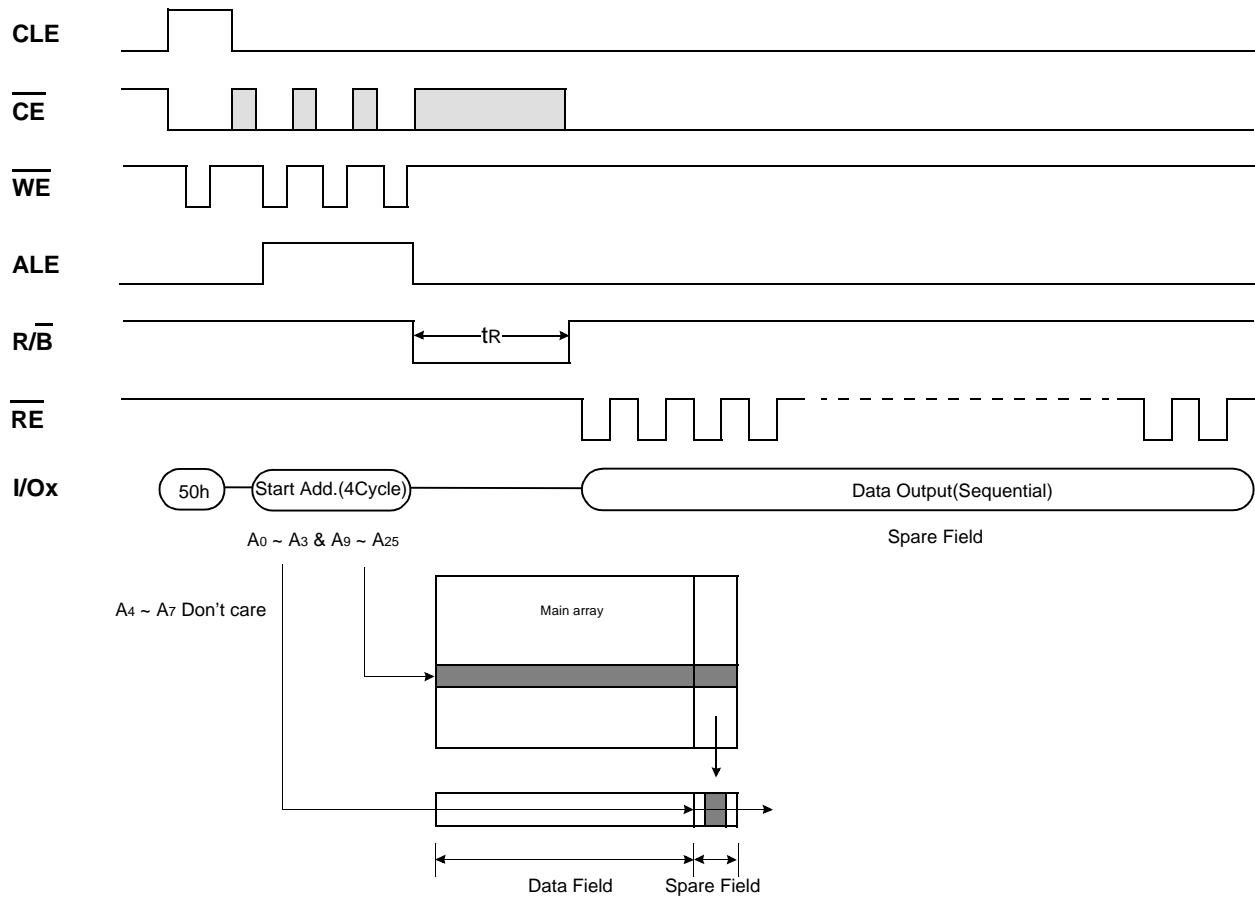 CLE
CE
WE
ALE
R/B
tR
RE
I/Ox
50h
Start Add.(4Cycle)
Data Output(Sequential)
A0 ~ A3 & A9 ~ A25
Spare Field
A4 ~ A7 Don't care
Main array
Data Field
Spare Field